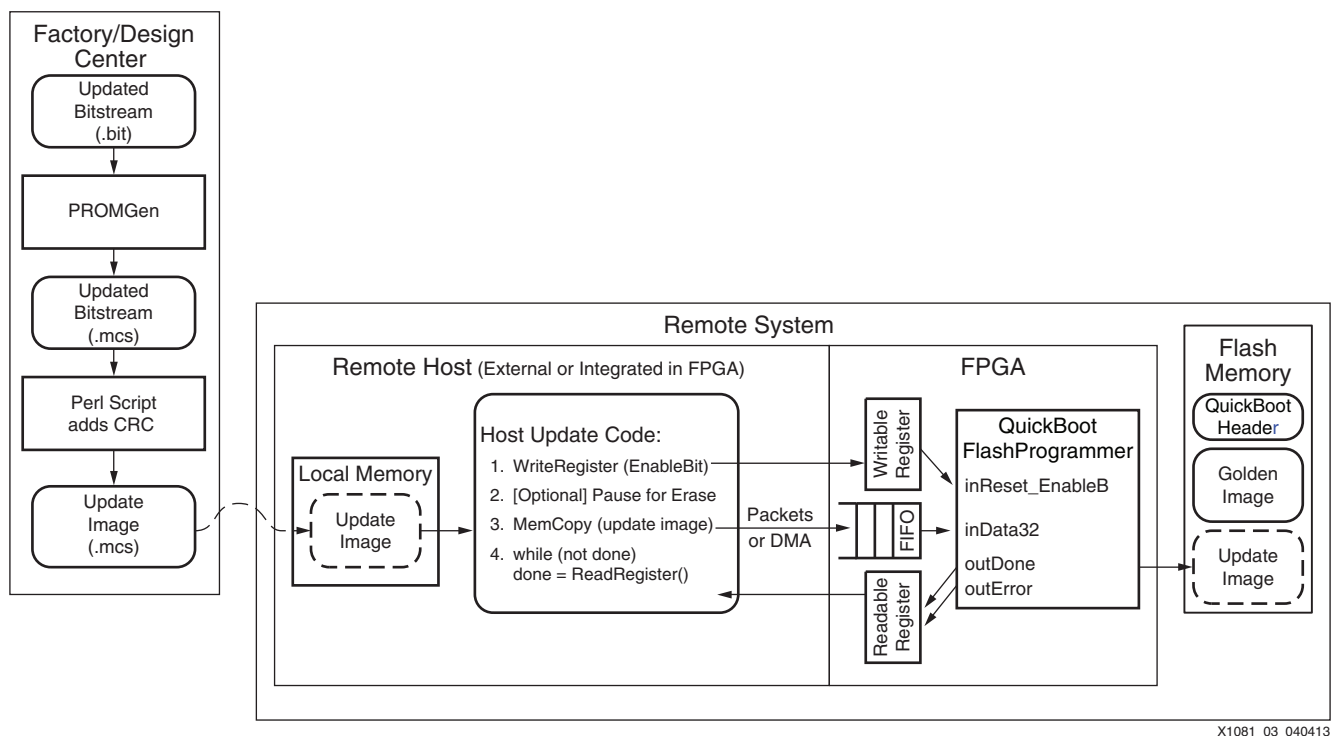 Factory/Design
Center
Updated
Bitstream
(.bit)
PROMGen
Updated
Bitstream
(.mcs)
Perl Script
adds CRC
Update
Image
(.mcs)
Remote System
Remote Host (External or Integrated in FPGA)
Local Memory
Update
Image
Host Update Code:
1. WriteRegister (EnableBit)
2. [Optional] Pause for Erase
3. MemCopy (update image)
4. while (not done)
done = ReadRegister()
Packets
or DMA
FPGA
Writable
Register
FIFO
Readable
Register
QuickBoot
FlashProgrammer
inReset_EnableB
inData32
outDone
outError
Flash
Memory
QuickBoot
Header
Golden
Image
Update
Image
X1081_03_040413